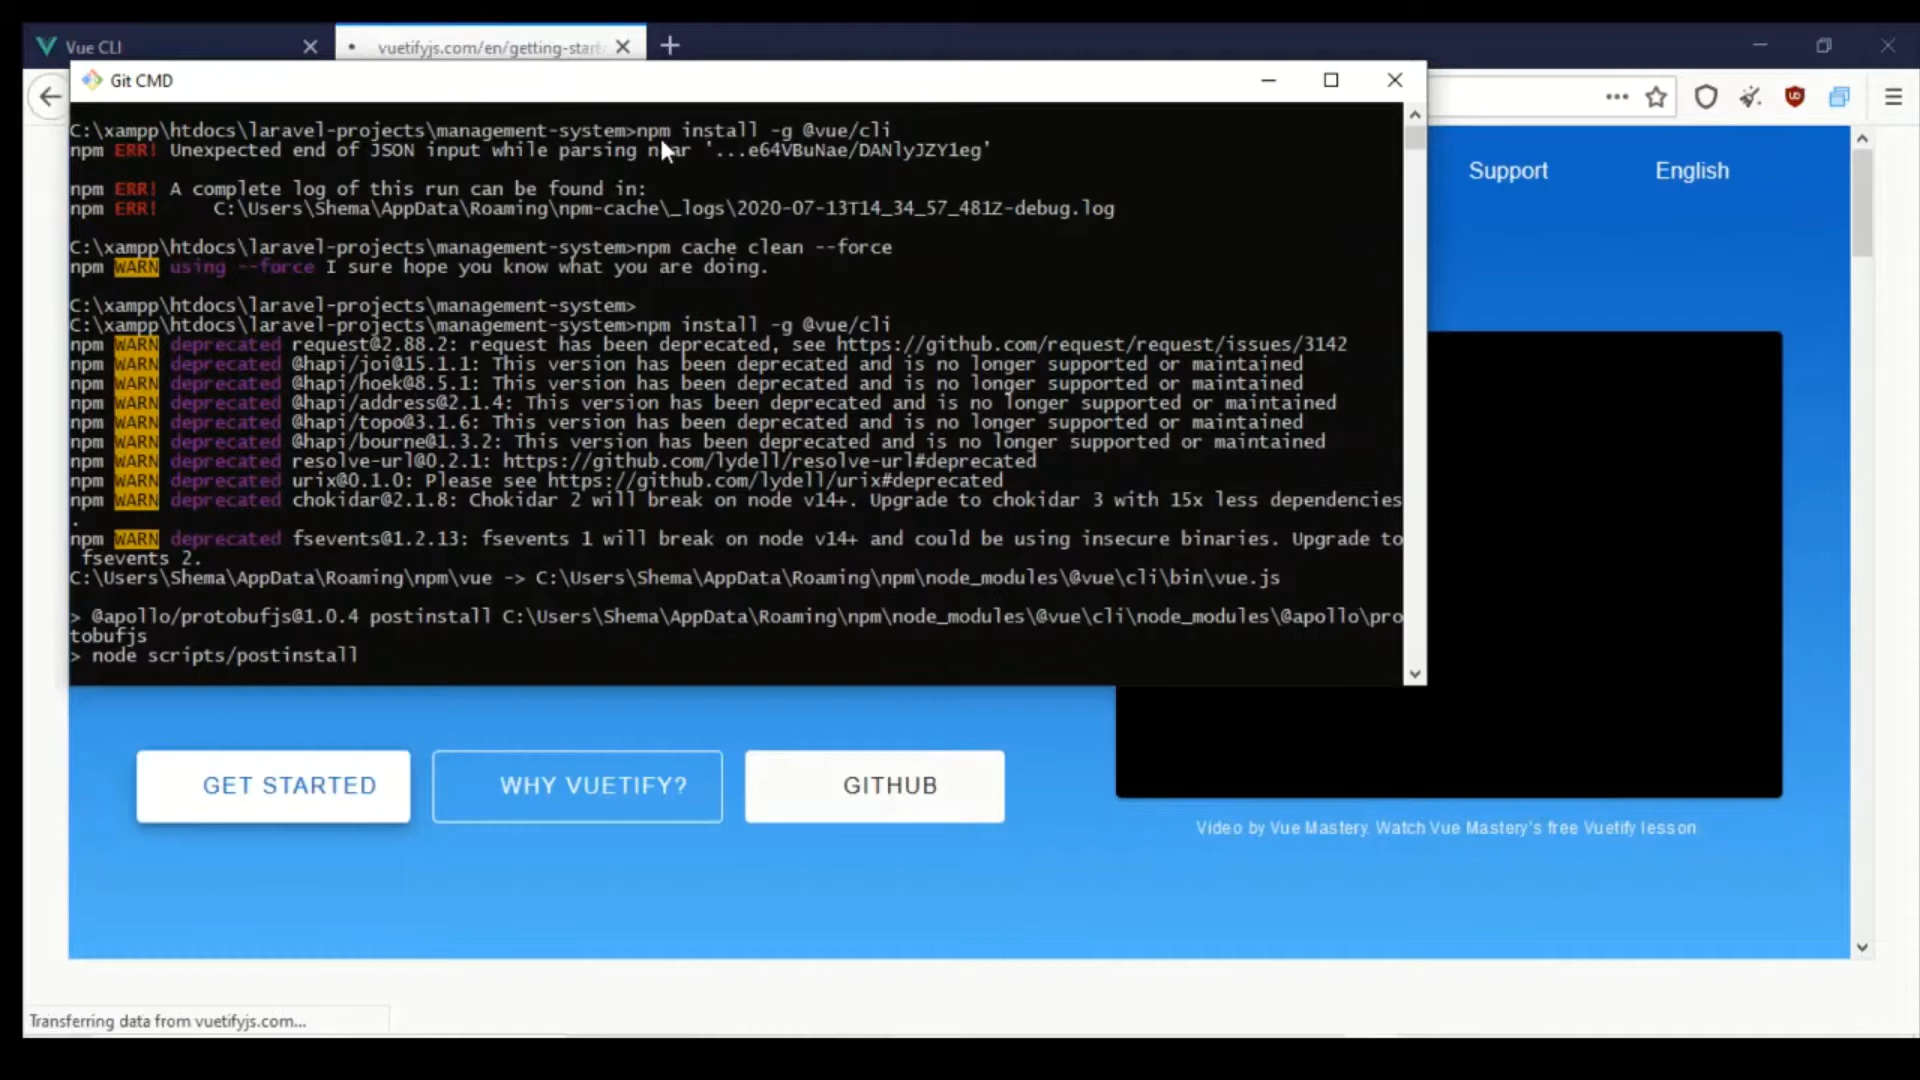 Vue CLI
vuetifyjs.com/en/getting-start
Git CMD
C:\xampp\htdocs\laravel-projects\management-system>npm install -g @vue/cli
npm ERR! Unexpected end of JSON input while parsing near '...e64VBuNae/DANlyJZY1eg'
npm ERR! A complete log of this run can be found in:
npm ERR!     C:\Users\Shema\AppData\Roaming\npm-cache\_logs\2020-07-13T14_34_57_481Z-debug.log
C:\xampp\htdocs\laravel-projects\management-system>npm cache clean --force
npm WARN using --force I sure hope you know what you are doing.
C:\xampp\htdocs\laravel-projects\management-system>
C:\xampp\htdocs\laravel-projects\management-system>npm install -g @vue/cli
npm WARN deprecated request@2.88.2: request has been deprecated, see https://github.com/request/request/issues/3142
npm WARN deprecated @hapi/joi@15.1.1: This version has been deprecated and is no longer supported or maintained
npm WARN deprecated @hapi/hoek@8.5.1: This version has been deprecated and is no longer supported or maintained
npm WARN deprecated @hapi/address@2.1.4: This version has been deprecated and is no longer supported or maintained
npm WARN deprecated @hapi/topo@3.1.6: This version has been deprecated and is no longer supported or maintained
npm WARN deprecated @hapi/bourne@1.3.2: This version has been deprecated and is no longer supported or maintained
npm WARN deprecated resolve-url@0.2.1: https://github.com/lydell/resolve-url#deprecated
npm WARN deprecated urix@0.1.0: Please see https://github.com/lydell/urix#deprecated
npm WARN deprecated chokidar@2.1.8: Chokidar 2 will break on node v14+. Upgrade to chokidar 3 with 15x less dependencies
.
npm WARN deprecated fsevents@1.2.13: fsevents 1 will break on node v14+ and could be using insecure binaries. Upgrade to
 fsevents 2.
C:\Users\Shema\AppData\Roaming\npm\vue -> C:\Users\Shema\AppData\Roaming\npm\node_modules\@vue\cli\bin\vue.js
> @apollo/protobufjs@1.0.4 postinstall C:\Users\Shema\AppData\Roaming\npm\node_modules\@vue\cli\node_modules\@apollo\pro
tobufjs
> node scripts/postinstall
Support
English
GET STARTED
WHY VUETIFY?
GITHUB
Video by Vue Mastery. Watch Vue Mastery's free Vuetify lesson
Transferring data from vuetifyjs.com...